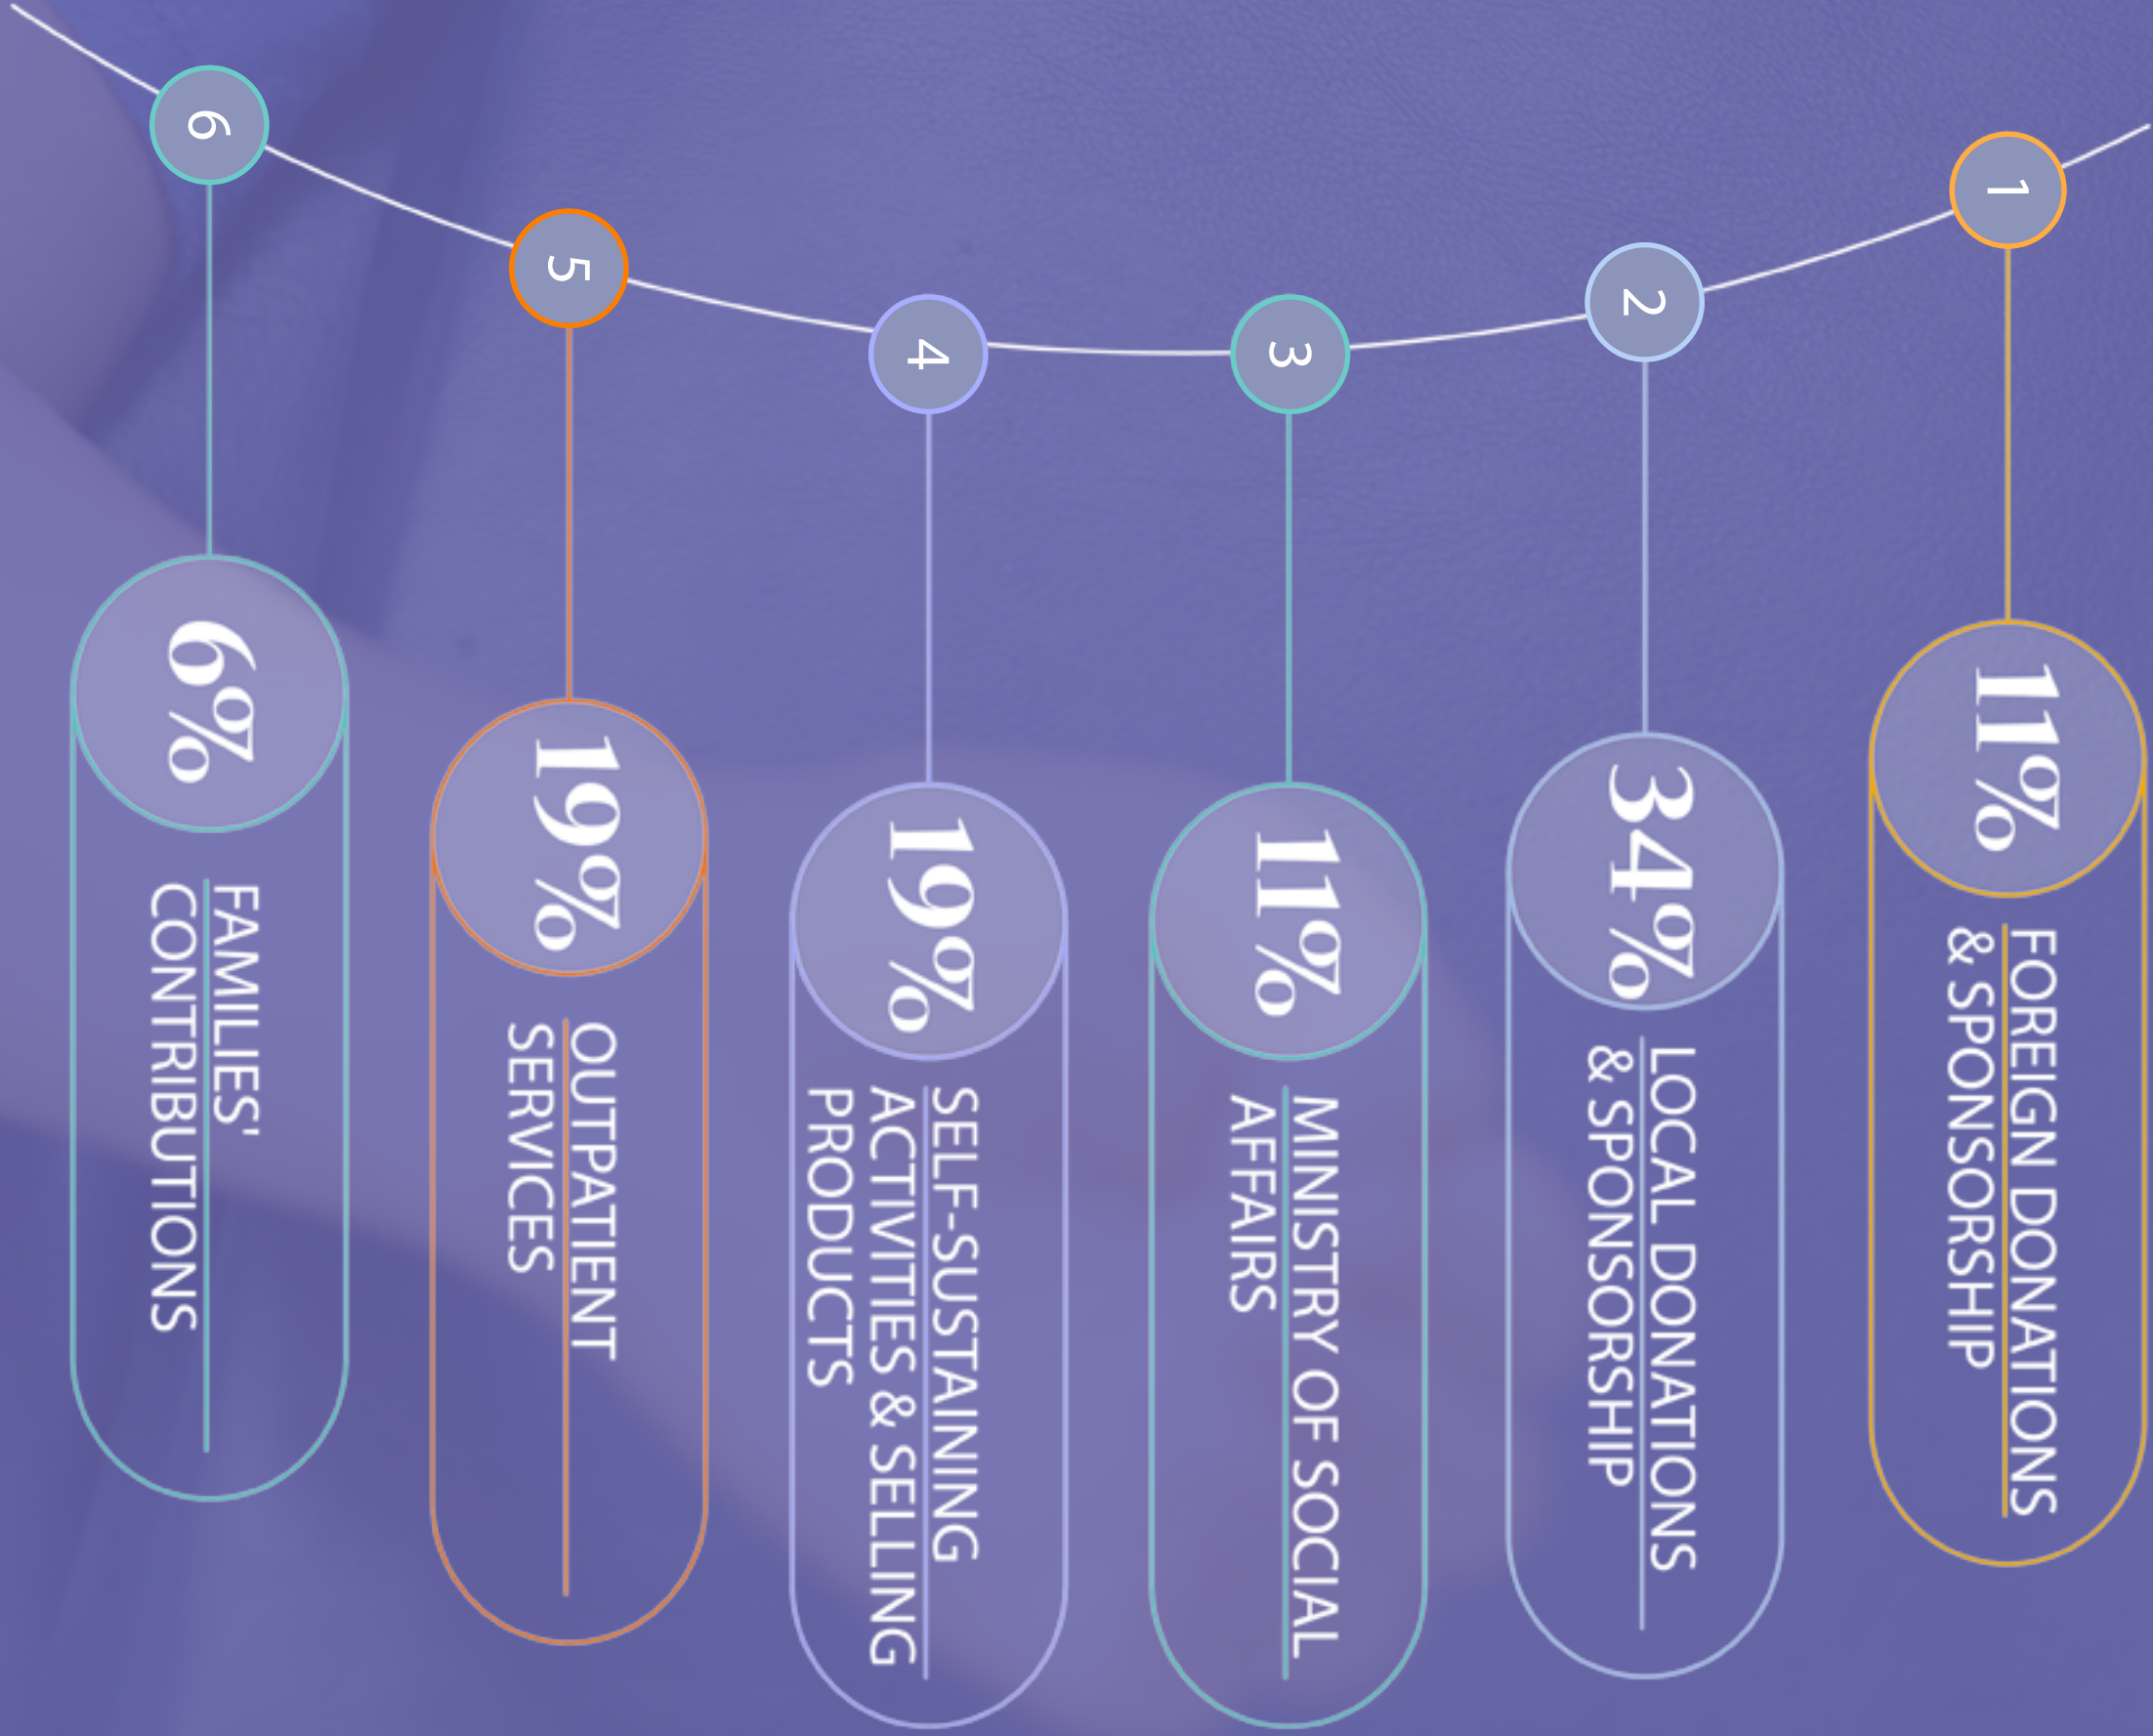 1
11%
FOREIGN DONATIONS
& SPONSORSHIP
2
34%
LOCAL DONATIONS
& SPONSORSHIP
3
11%
MINISTRY OF SOCIAL
AFFAIRS
4
19%
SELF-SUSTAINING
ACTIVITIES & SELLING
PRODUCTS
5
19%
OUTPATIENT
SERVICES
6
6%
FAMILIES'
CONTRIBUTIONS